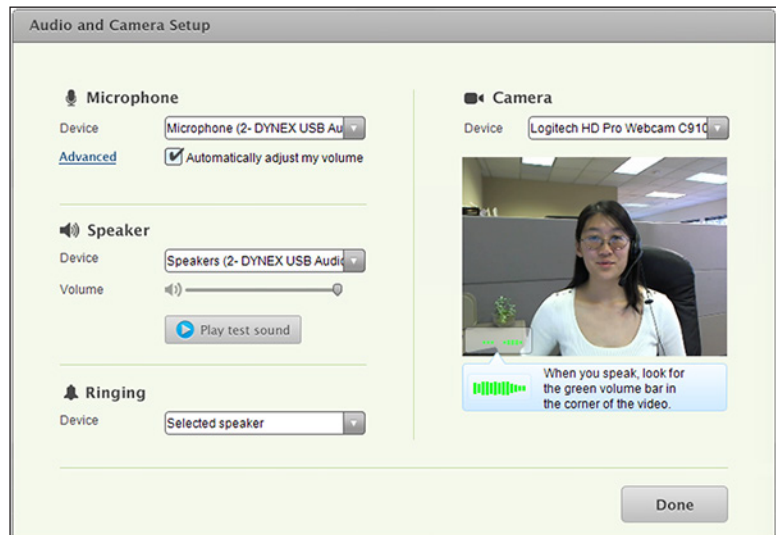 Audio and Camera Setup
Microphone
Device Microphone (2- DYNEX USB Au
Advanced Automatically adjust my volume
Speaker
Device Speakers (2- DYNEX USB Audic
Volume
Play test sound
Ringing
Device Selected speaker
Camera
Device Logitech HD Pro Webcam C910
When you speak, look for
the green volume bar in
the corner of the video.
Done